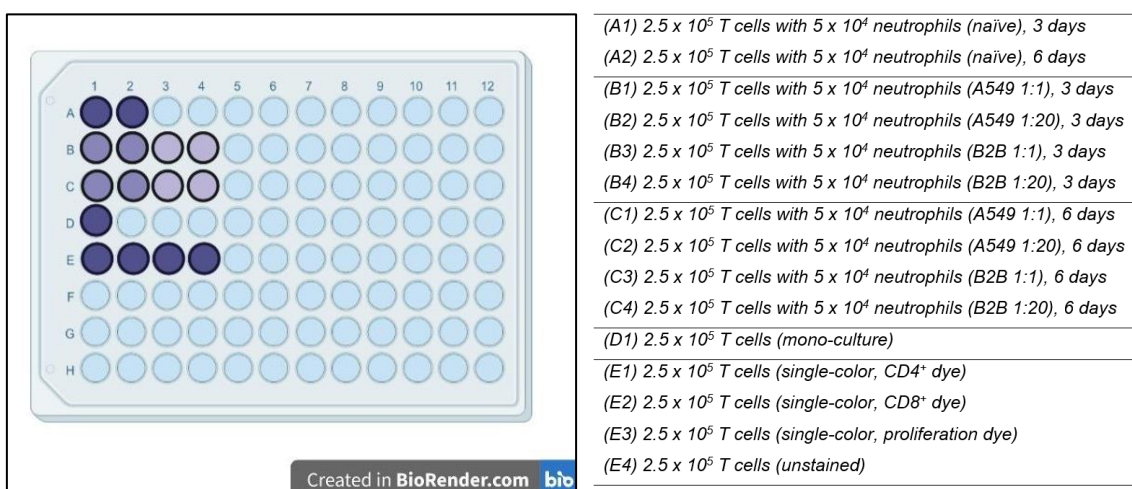 1 2 3 4 5 6 7 8 9 10 11 12
A
B
C
D
E
F
G
H
Created in BioRender.com bio
(A1) 2.5 x 10⁵ T cells with 5 x 10⁴ neutrophils (naïve), 3 days
(A2) 2.5 x 10⁵ T cells with 5 x 10⁴ neutrophils (naïve), 6 days
(B1) 2.5 x 10⁵ T cells with 5 x 10⁴ neutrophils (A549 1:1), 3 days
(B2) 2.5 x 10⁵ T cells with 5 x 10⁴ neutrophils (A549 1:20), 3 days
(B3) 2.5 x 10⁵ T cells with 5 x 10⁴ neutrophils (B2B 1:1), 3 days
(B4) 2.5 x 10⁵ T cells with 5 x 10⁴ neutrophils (B2B 1:20), 3 days
(C1) 2.5 x 10⁵ T cells with 5 x 10⁴ neutrophils (A549 1:1), 6 days
(C2) 2.5 x 10⁵ T cells with 5 x 10⁴ neutrophils (A549 1:20), 6 days
(C3) 2.5 x 10⁵ T cells with 5 x 10⁴ neutrophils (B2B 1:1), 6 days
(C4) 2.5 x 10⁵ T cells with 5 x 10⁴ neutrophils (B2B 1:20), 6 days
(D1) 2.5 x 10⁵ T cells (mono-culture)
(E1) 2.5 x 10⁵ T cells (single-color, CD4⁺ dye)
(E2) 2.5 x 10⁵ T cells (single-color, CD8⁺ dye)
(E3) 2.5 x 10⁵ T cells (single-color, proliferation dye)
(E4) 2.5 x 10⁵ T cells (unstained)